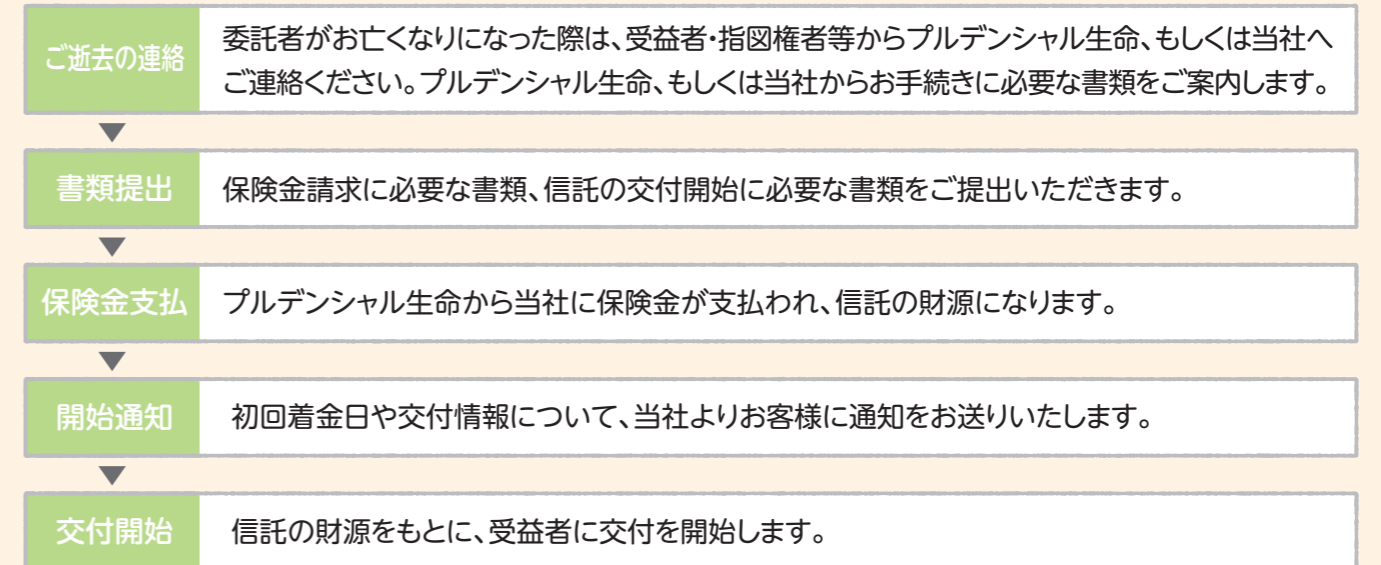 ご逝去の連絡
委託者がお亡くなりになった際は、受益者・指図権者等からプルデンシャル生命、もしくは当社へ
ご連絡ください。プルデンシャル生命、もしくは当社からお手続きに必要な書類をご案内します。
▼
書類提出
保険金請求に必要な書類、信託の交付開始に必要な書類をご提出いただきます。
▼
保険金支払
プルデンシャル生命から当社に保険金が支払われ、信託の財源になります。
▼
開始通知
初回着金日や交付情報について、当社よりお客様に通知をお送りいたします。
▼
交付開始
信託の財源をもとに、受益者に交付を開始します。